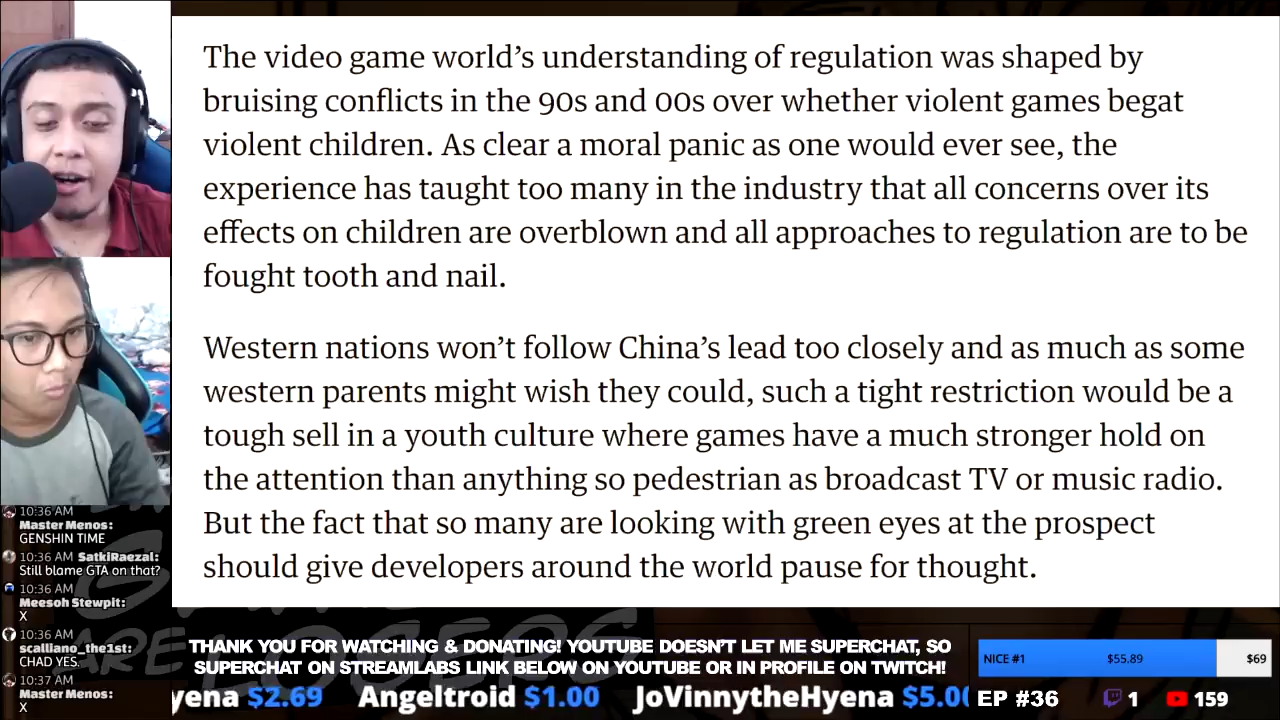 The video game world’s understanding of regulation was shaped by
bruising conflicts in the 90s and 00s over whether violent games begat
violent children. As clear a moral panic as one would ever see, the
experience has taught too many in the industry that all concerns over its
effects on children are overblown and all approaches to regulation are to be
fought tooth and nail.
Western nations won’t follow China’s lead too closely and as much as some
western parents might wish they could, such a tight restriction would be a
tough sell in a youth culture where games have a much stronger hold on
the attention than anything so pedestrian as broadcast TV or music radio.
But the fact that so many are looking with green eyes at the prospect
should give developers around the world pause for thought.
10:36 AM
Master Menos:
GENSHIN TIME
10:36 AM SatkiRaezal:
Still blame GTA on that?
10:36 AM
Meesoh Stewpit:
X
10:36 AM
scalliano_the1st:
CHAD YES.
10:37 AM
Master Menos:
X
ARE LOSERS
THANK YOU FOR WATCHING & DONATING! YOUTUBE DOESN'T LET ME SUPERCHAT, SO
SUPERCHAT ON STREAMLABS LINK BELOW ON YOUTUBE OR IN PROFILE ON TWITCH!
NICE #1 $55.89 $69
yena $2.69 Angeltroid $1.00 JoVinnytheHyena $5.00
EP #36 1 159